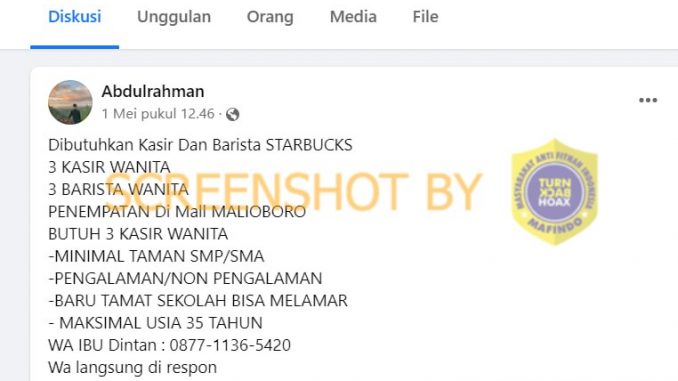 Diskusi Unggulan Orang Media File
Abdulrahman
1 Mei pukul 12.46
Dibutuhkan Kasir Dan Barista STARBUCKS
3 KASIR WANITA
3 BARISTA WANITA
SCREENSHOT BY
MASYARAKAT ANTI FITNAH INDONESIA
TURN
BACK
HOAX
MAFINDO
PENEMPATAN Di Mall MALIOBORO
BUTUH 3 KASIR WANITA
-MINIMAL TAMAN SMP/SMA
-PENGALAMAN/NON PENGALAMAN
-BARU TAMAT SEKOLAH BISA MELAMAR
- MAKSIMAL USIA 35 TAHUN
WA IBU Dintan : 0877-1136-5420
Wa langsung di respon